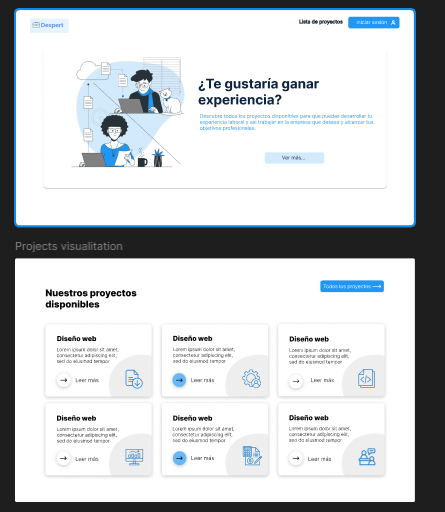 Despert
Lista de proyectos
Iniciar sesión
¿Te gustaría ganar
experiencia?
Descubre todos los proyectos disponibles para que puedas desarrollar tu
experiencia laboral y así trabajar en la empresa que deseas y alcanzar tus
objetivos profesionales.
Ver más...
Projects visualitation
Nuestros proyectos
disponibles
Todos los proyectos
Diseño web
Lorem ipsum dolor sit amet,
consectetur adipiscing elit,
sed do eiusmod tempor
Leer más
Diseño web
Lorem ipsum dolor sit amet,
consectetur adipiscing elit,
sed do eiusmod tempor
Leer más
Diseño web
Lorem ipsum dolor sit amet,
consectetur adipiscing elit,
sed do eiusmod tempor
Leer más
Diseño web
Lorem ipsum dolor sit amet,
consectetur adipiscing elit,
sed do eiusmod tempor
Leer más
Diseño web
Lorem ipsum dolor sit amet,
consectetur adipiscing elit,
sed do eiusmod tempor
Leer más
Diseño web
Lorem ipsum dolor sit amet,
consectetur adipiscing elit,
sed do eiusmod tempor
Leer más